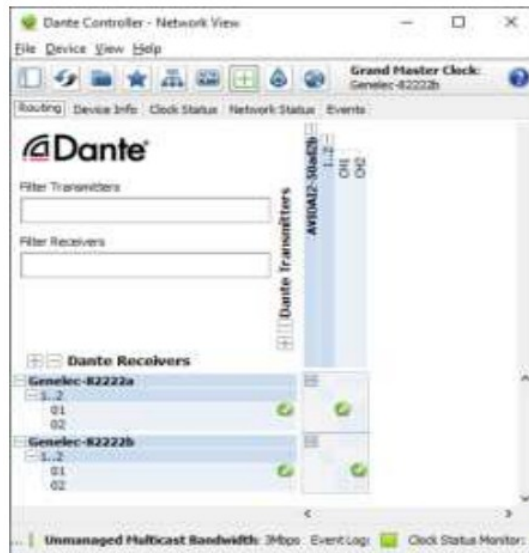 Dante Controller - Network View
File Device View Help
Grand Master Clock:
Genelec-82222b
Routing Device Info Clock Status Network Status Events
Dante
Filter Transmitters
Filter Receivers
Dante Transmitters
AVIOAI2-50ad2b
1..2
CH1
CH2
Dante Receivers
Genelec-82222a
1..2
01
02
Genelec-82222b
1..2
01
02
... Unmanaged Multicast Bandwidth: 3Mbps Event Log: Clock Status Monitor: